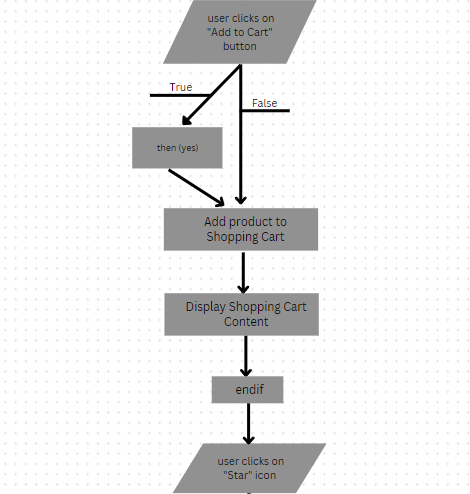 user clicks on
"Add to Cart"
button
True
False
then (yes)
Add product to
Shopping Cart
Display Shopping Cart
Content
endif
user clicks on
"Star" icon